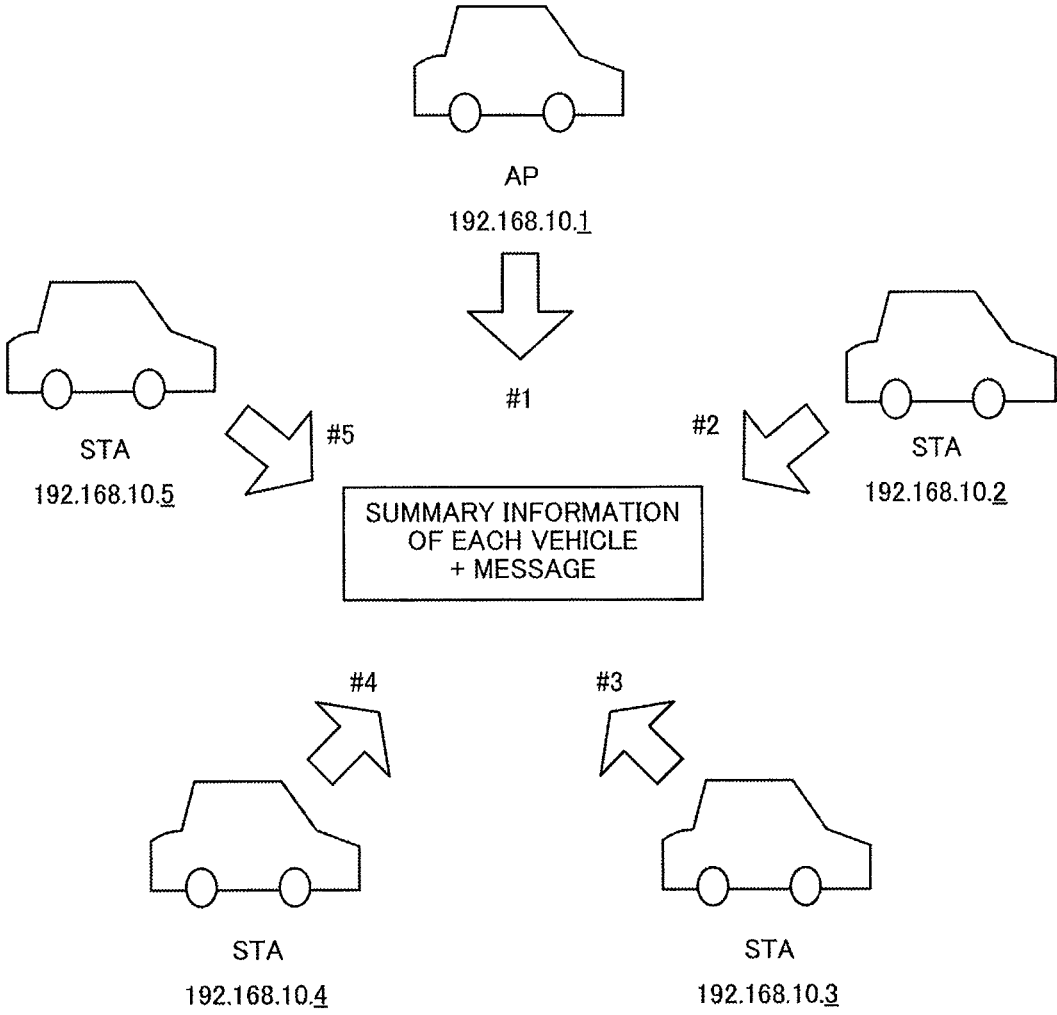 AP
192.168.10.1
#1
#5
#2
STA
192.168.10.5
STA
192.168.10.2
SUMMARY INFORMATION
OF EACH VEHICLE
+ MESSAGE
#4
#3
STA
192.168.10.4
STA
192.168.10.3